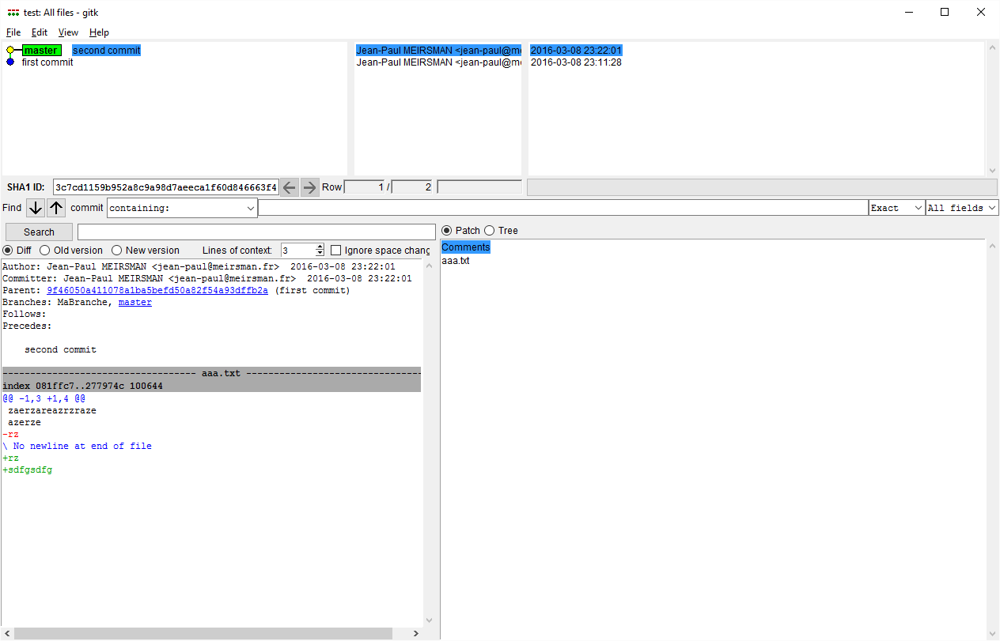 test: All files - gitk
File Edit View Help
master second commit Jean-Paul MEIRSMAN <jean-paul@me 2016-03-08 23:22:01
first commit Jean-Paul MEIRSMAN <jean-paul@me 2016-03-08 23:11:28
SHA1 ID: 3c7cd1159b952a8c9a98d7aeeca1f60d846663f4 Row 1 / 2
Find commit containing: Exact All fields
Search
Patch Tree
Diff Old version New version Lines of context: 3 Ignore space chang
Comments
aaa.txt
Author: Jean-Paul MEIRSMAN <jean-paul@meirsman.fr>  2016-03-08 23:22:01
Committer: Jean-Paul MEIRSMAN <jean-paul@meirsman.fr>  2016-03-08 23:22:01
Parent: 9f46050a411078a1ba5befd50a82f54a93dffb2a (first commit)
Branches: MaBranche, master
Follows:
Precedes:
second commit
---------------------------------- aaa.txt --------------------------------
index 081ffc7..277974c 100644
@@ -1,3 +1,4 @@
zaerzareazrzraze
azerze
-rz
\ No newline at end of file
+rz
+sdfgsdfg